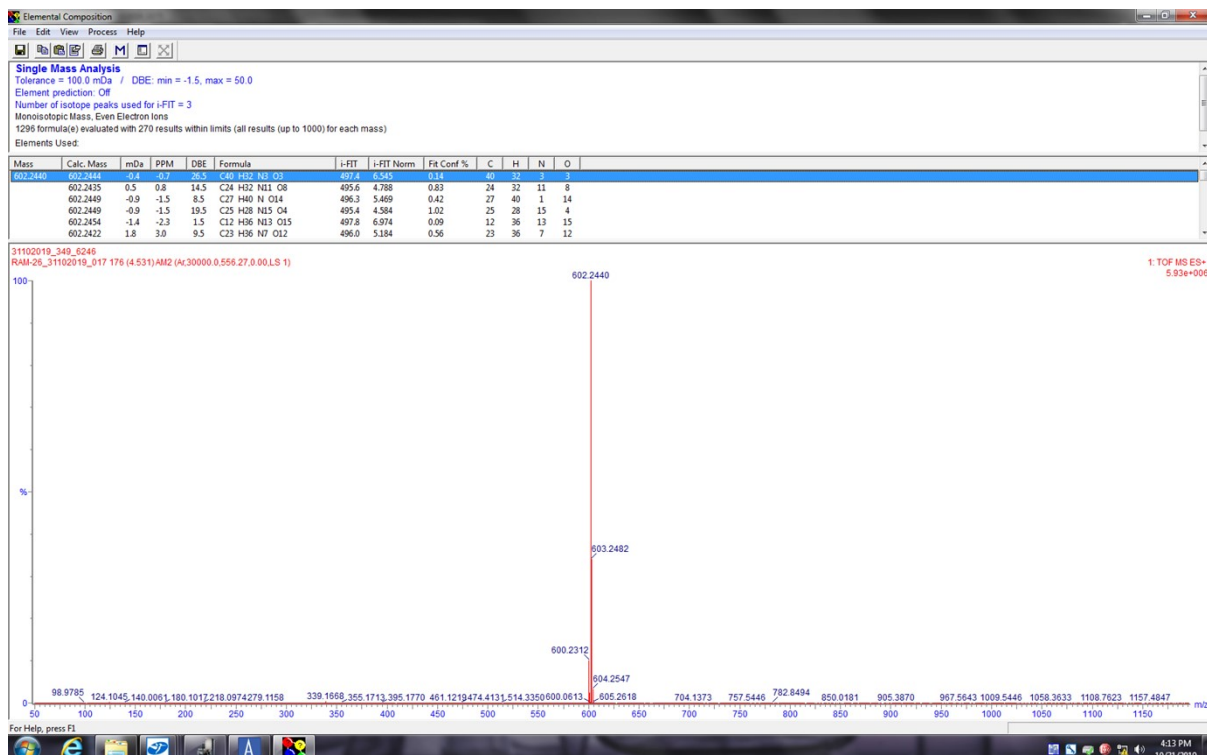 Elemental Composition
File Edit View Process Help
M
Single Mass Analysis
Tolerance = 100.0 mDa / DBE: min = -1.5, max = 50.0
Element prediction: Off
Number of isotope peaks used for i-FIT = 3
Monoisotopic Mass, Even Electron Ions
1296 formula(e) evaluated with 270 results within limits (all results (up to 1000) for each mass)
Elements Used:
Mass Calc. Mass mDa PPM DBE Formula i-FIT i-FIT Norm Fit Conf % C H N O
602.2440 602.2444 -0.4 -0.7 26.5 C40 H32 N3 O3 497.4 6.545 0.14 40 32 3 3
602.2435 0.5 0.8 14.5 C24 H32 N11 O8 495.6 4.788 0.83 24 32 11 8
602.2449 -0.9 -1.5 8.5 C27 H40 N O14 496.3 5.469 0.42 27 40 1 14
602.2449 -0.9 -1.5 19.5 C25 H28 N15 O4 495.4 4.584 1.02 25 28 15 4
602.2454 -1.4 -2.3 1.5 C12 H36 N13 O15 497.8 6.974 0.09 12 36 13 15
602.2422 1.8 3.0 9.5 C23 H36 N7 O12 496.0 5.184 0.56 23 36 7 12
31102019_349_6246
RAM-26_31102019_017 176 (4.531) AM2 (Ar,30000.0,556.27,0.00,LS 1)
1: TOF MS ES+
5.93e+006
100
602.2440
%
603.2482
600.2312
604.2547
98.9785 124.1045 140.0061 180.1017 218.0974 279.1158 339.1668 355.1713 395.1770 461.1219 474.4131 514.3350 600.0613 605.2618 704.1373 757.5446 782.8494 850.0181 905.3870 967.5643 1009.5446 1058.3633 1108.7623 1157.4847
0
m/z
50 100 150 200 250 300 350 400 450 500 550 600 650 700 750 800 850 900 950 1000 1050 1100 1150
For Help, press F1
4:13 PM